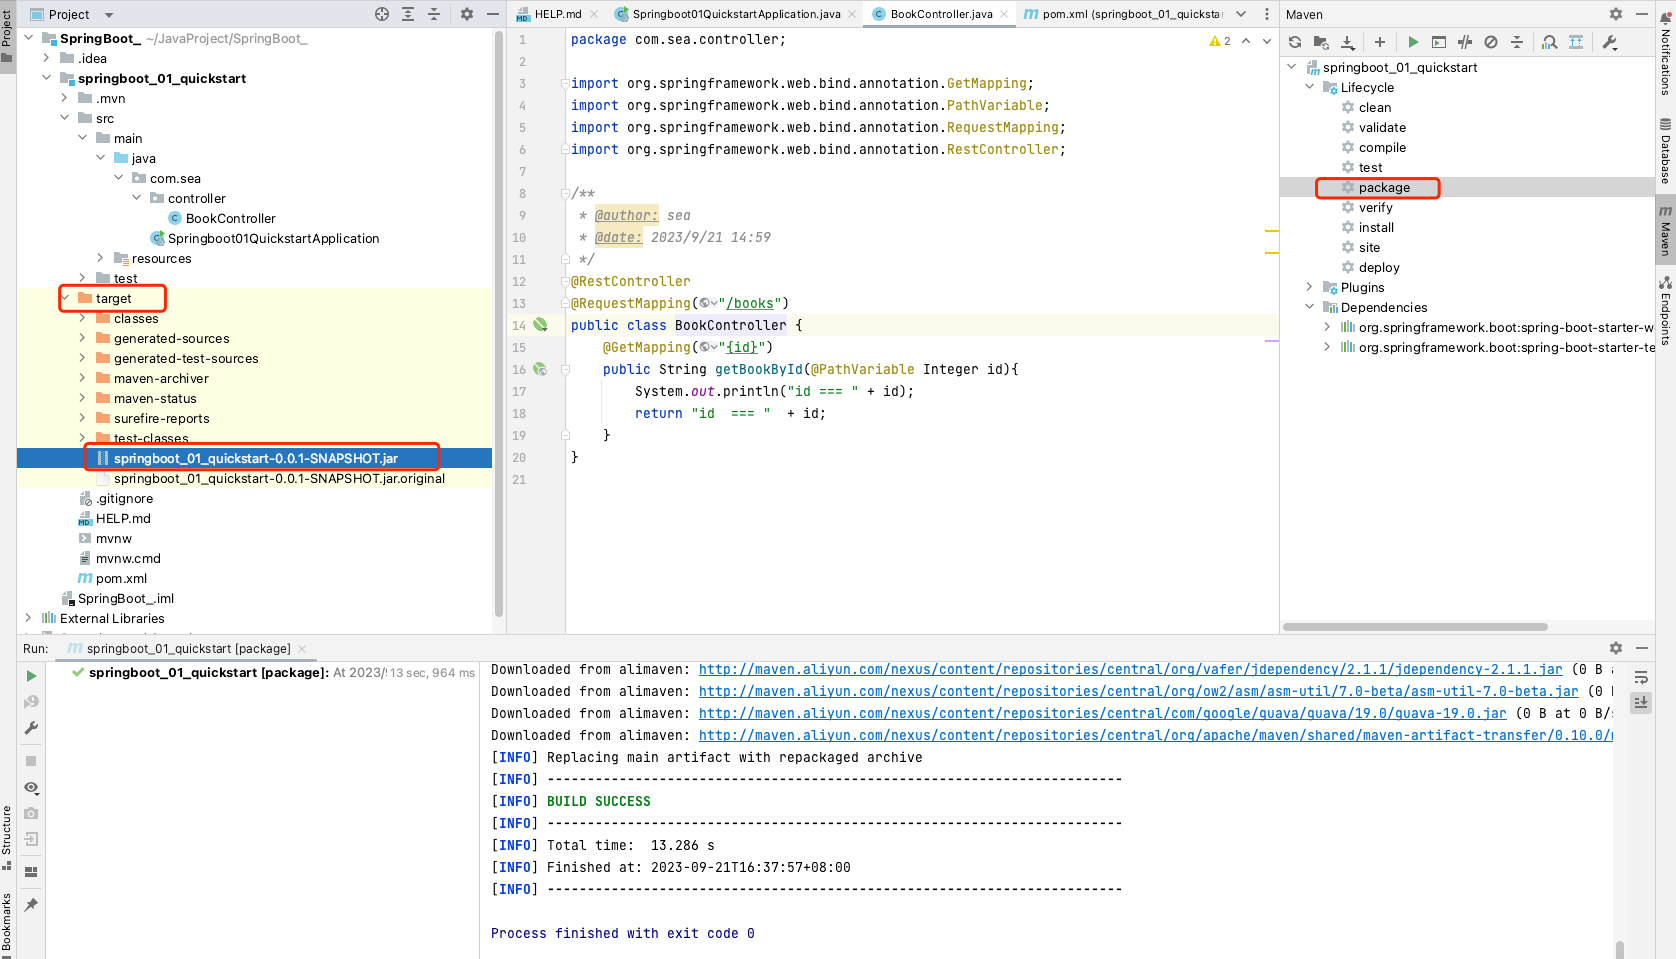 Project
SpringBoot_ ~/JavaProject/SpringBoot_
.idea
springboot_01_quickstart
.mvn
src
main
java
com.sea
controller
BookController
Springboot01QuickstartApplication
resources
test
target
classes
generated-sources
generated-test-sources
maven-archiver
maven-status
surefire-reports
test-classes
springboot_01_quickstart-0.0.1-SNAPSHOT.jar
springboot_01_quickstart-0.0.1-SNAPSHOT.jar.original
.gitignore
HELP.md
mvnw
mvnw.cmd
pom.xml
SpringBoot_.iml
External Libraries
Project
Structure
Bookmarks
HELP.md
Springboot01QuickstartApplication.java
BookController.java
pom.xml (springboot_01_quickstar
2
1 package com.sea.controller;
2
3 import org.springframework.web.bind.annotation.GetMapping;
4 import org.springframework.web.bind.annotation.PathVariable;
5 import org.springframework.web.bind.annotation.RequestMapping;
6 import org.springframework.web.bind.annotation.RestController;
7
8 /**
9 * @author: sea
10 * @date: 2023/9/21 14:59
11 */
12 @RestController
13 @RequestMapping("/books")
14 public class BookController {
15 @GetMapping("{id}")
16 public String getBookById(@PathVariable Integer id){
17 System.out.println("id === " + id);
18 return "id  === "  + id;
19 }
20 }
21
Maven
springboot_01_quickstart
Lifecycle
clean
validate
compile
test
package
verify
install
site
deploy
Plugins
Dependencies
org.springframework.boot:spring-boot-starter-w
org.springframework.boot:spring-boot-starter-te
Notifications
Database
Maven
Endpoints
Run: springboot_01_quickstart [package]
springboot_01_quickstart [package]: At 2023/9 13 sec, 964 ms
Downloaded from alimaven: http://maven.aliyun.com/nexus/content/repositories/central/org/vafer/jdependency/2.1.1/jdependency-2.1.1.jar (0 B a
Downloaded from alimaven: http://maven.aliyun.com/nexus/content/repositories/central/org/ow2/asm/asm-util/7.0-beta/asm-util-7.0-beta.jar (0 B
Downloaded from alimaven: http://maven.aliyun.com/nexus/content/repositories/central/com/google/guava/guava/19.0/guava-19.0.jar (0 B at 0 B/s
Downloaded from alimaven: http://maven.aliyun.com/nexus/content/repositories/central/org/apache/maven/shared/maven-artifact-transfer/0.10.0/m
[INFO] Replacing main artifact with repackaged archive
[INFO] ------------------------------------------------------------------------
[INFO] BUILD SUCCESS
[INFO] ------------------------------------------------------------------------
[INFO] Total time:  13.286 s
[INFO] Finished at: 2023-09-21T16:37:57+08:00
[INFO] ------------------------------------------------------------------------
Process finished with exit code 0